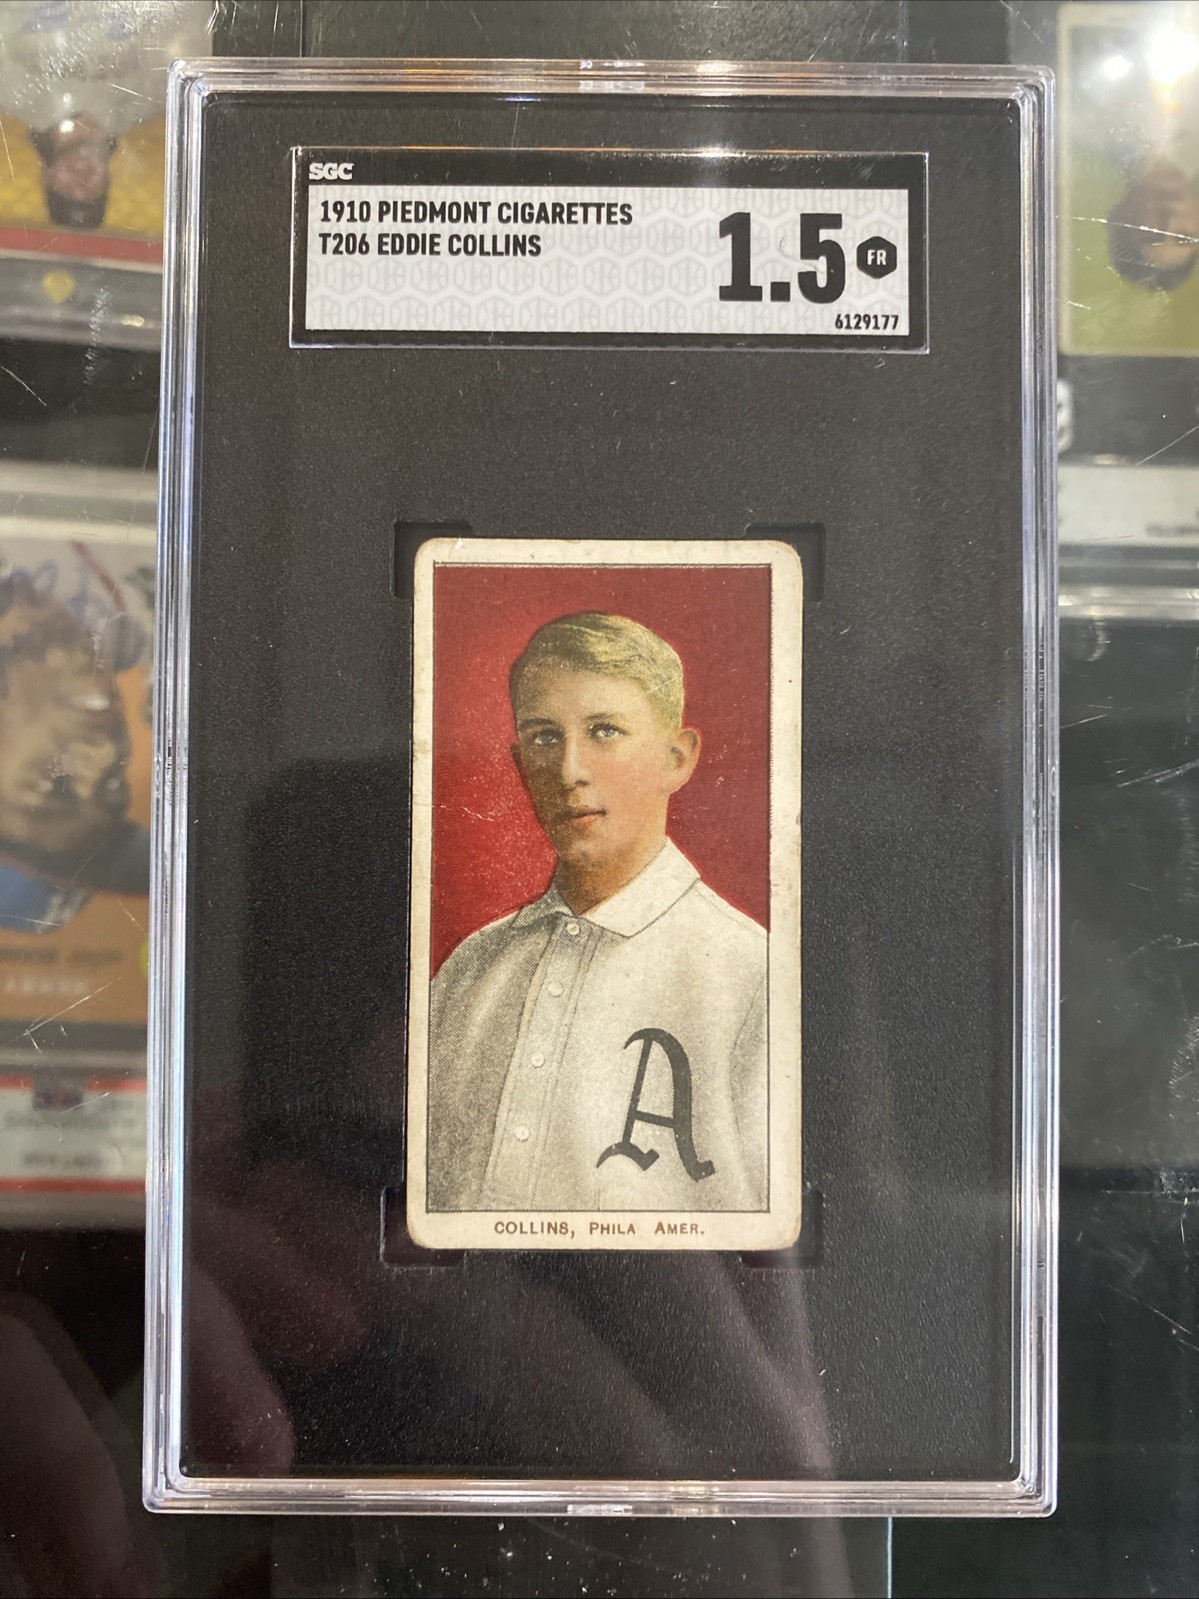 SGC
1910 PIEDMONT CIGARETTES
T206 EDDIE COLLINS
1.5 FR
6129177
A
COLLINS, PHILA AMER.